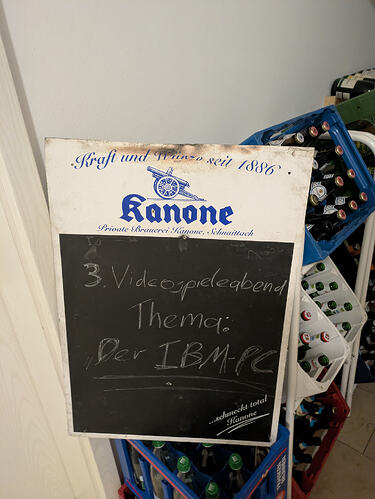 „Kraft und Würze seit 1886“
Kanone
Private Brauerei Kanone, Schnaittach
3. Videospieleabend
Thema:
„Der IBM-PC
...schmeckt total
Kanone